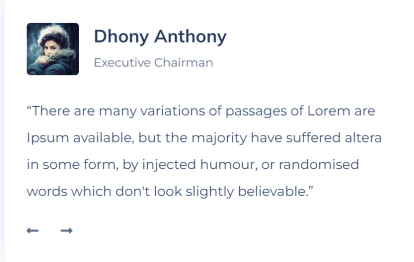 Dhony Anthony
Executive Chairman
“There are many variations of passages of Lorem are
Ipsum available, but the majority have suffered altera
in some form, by injected humour, or randomised
words which don't look slightly believable.”